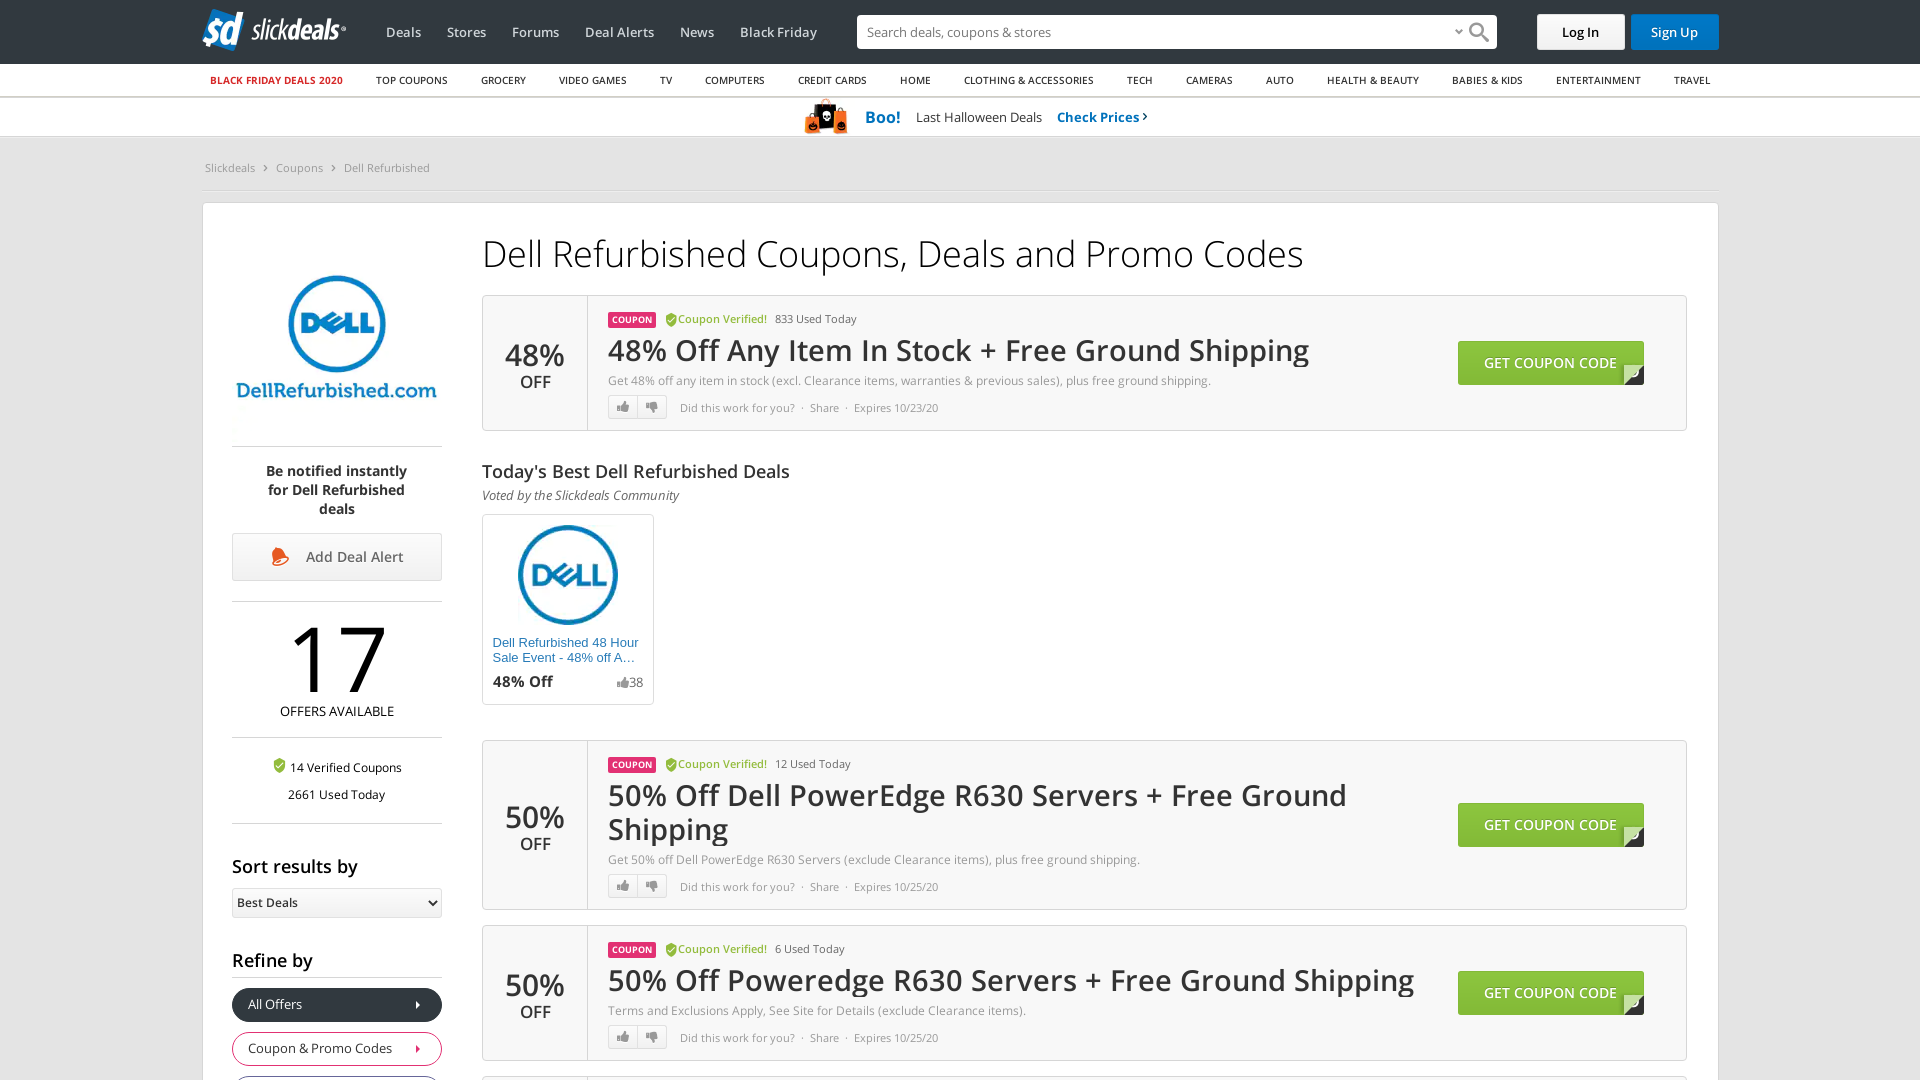 sd slickdeals
Deals Stores Forums Deal Alerts News Black Friday
Search deals, coupons & stores
Log In Sign Up
BLACK FRIDAY DEALS 2020 TOP COUPONS GROCERY VIDEO GAMES TV COMPUTERS CREDIT CARDS HOME CLOTHING & ACCESSORIES TECH CAMERAS AUTO HEALTH & BEAUTY BABIES & KIDS ENTERTAINMENT TRAVEL
Boo! Last Halloween Deals Check Prices
Slickdeals Coupons Dell Refurbished
DELL
DellRefurbished.com
Be notified instantly
for Dell Refurbished
deals
Add Deal Alert
17
OFFERS AVAILABLE
14 Verified Coupons
2661 Used Today
Sort results by
Best Deals
Refine by
All Offers
Coupon & Promo Codes
Dell Refurbished Coupons, Deals and Promo Codes
48%
OFF
COUPON Coupon Verified! 833 Used Today
48% Off Any Item In Stock + Free Ground Shipping
Get 48% off any item in stock (excl. Clearance items, warranties & previous sales), plus free ground shipping.
Did this work for you? · Share · Expires 10/23/20
GET COUPON CODE
Today's Best Dell Refurbished Deals
Voted by the Slickdeals Community
DELL
Dell Refurbished 48 Hour
Sale Event - 48% off A...
48% Off 38
50%
OFF
COUPON Coupon Verified! 12 Used Today
50% Off Dell PowerEdge R630 Servers + Free Ground
Shipping
Get 50% off Dell PowerEdge R630 Servers (exclude Clearance items), plus free ground shipping.
Did this work for you? · Share · Expires 10/25/20
GET COUPON CODE
50%
OFF
COUPON Coupon Verified! 6 Used Today
50% Off Poweredge R630 Servers + Free Ground Shipping
Terms and Exclusions Apply, See Site for Details (exclude Clearance items).
Did this work for you? · Share · Expires 10/25/20
GET COUPON CODE